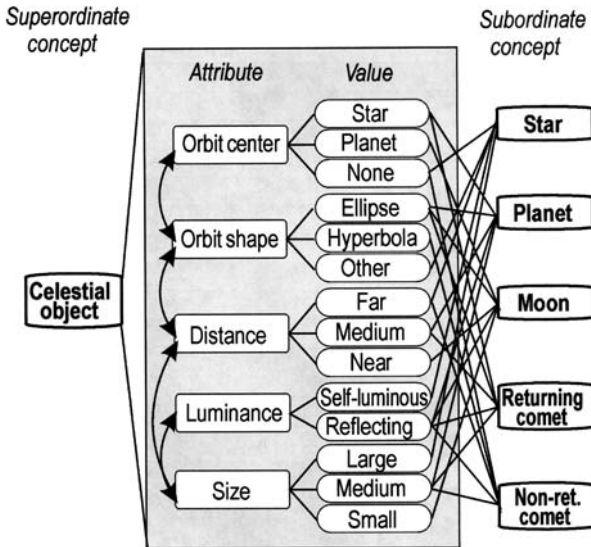 Superordinate
concept
Subordinate
concept
Attribute
Value
Celestial
object
Orbit center
Star
Planet
None
Orbit shape
Ellipse
Hyperbola
Other
Distance
Far
Medium
Near
Luminance
Self-luminous
Reflecting
Size
Large
Medium
Small
Star
Planet
Moon
Returning
comet
Non-ret.
comet